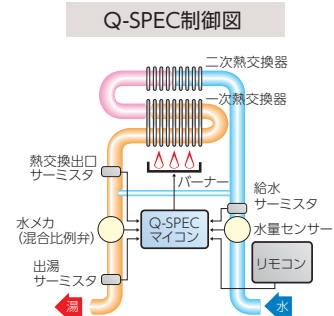 Q-SPEC制御図
二次熱交換器
一次熱交換器
熱交換出口
サーミスタ
バーナー
給水
サーミスタ
水メカ
(混合比例弁)
Q-SPEC
マイコン
水量センサー
出湯
サーミスタ
リモコン
湯
水